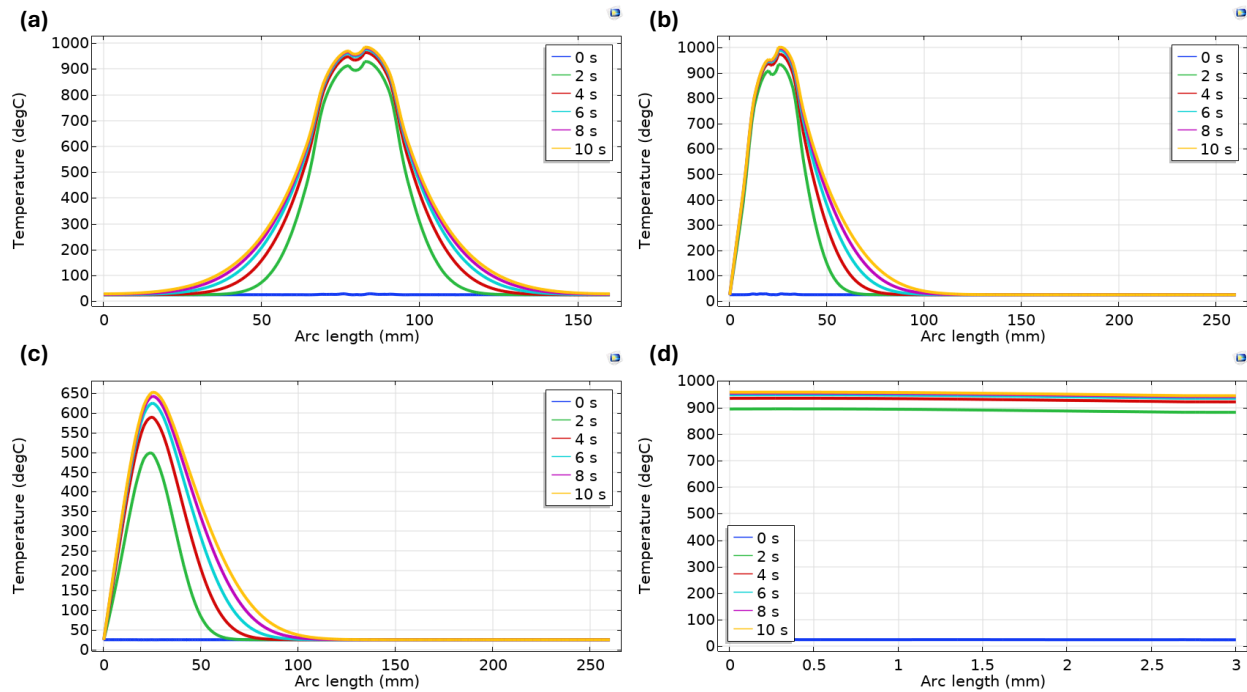 (a)
Temperature (degC)
1000
900
800
700
600
500
400
300
200
100
0
0 50 100 150
Arc length (mm)
0 s
2 s
4 s
6 s
8 s
10 s
(b)
Temperature (degC)
1000
900
800
700
600
500
400
300
200
100
0
0 50 100 150 200 250
Arc length (mm)
0 s
2 s
4 s
6 s
8 s
10 s
(c)
Temperature (degC)
650
600
550
500
450
400
350
300
250
200
150
100
50
0
0 50 100 150 200 250
Arc length (mm)
0 s
2 s
4 s
6 s
8 s
10 s
(d)
Temperature (degC)
1000
900
800
700
600
500
400
300
200
100
0
0 0.5 1 1.5 2 2.5 3
Arc length (mm)
0 s
2 s
4 s
6 s
8 s
10 s